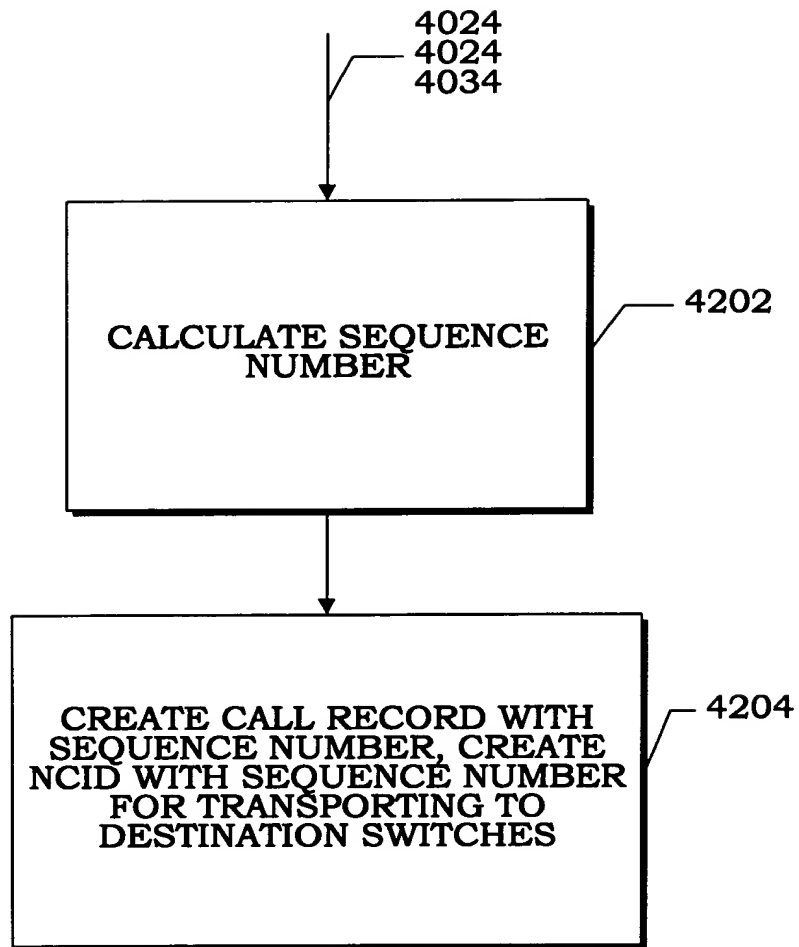 4024
4024
4034
CALCULATE SEQUENCE
NUMBER
4202
CREATE CALL RECORD WITH
SEQUENCE NUMBER, CREATE
NCID WITH SEQUENCE NUMBER
FOR TRANSPORTING TO
DESTINATION SWITCHES
4204